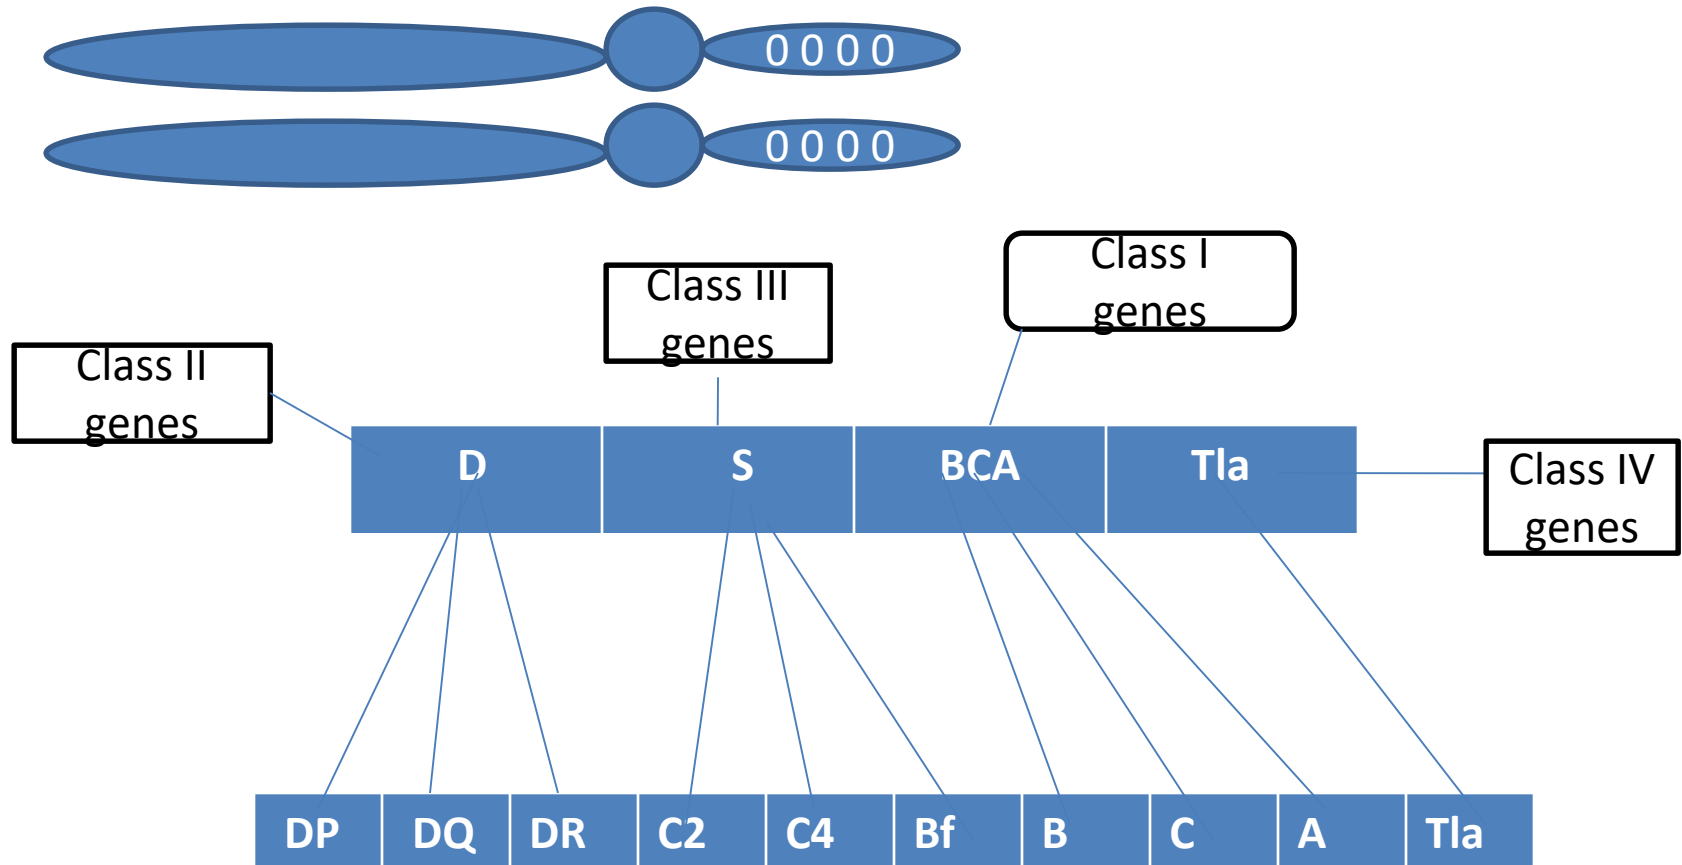 0 0 0 0
0 0 0 0
Class I
genes
Class III
genes
Class II
genes
D S BCA Tla
Class IV
genes
DP DQ DR C2 C4 Bf B C A Tla